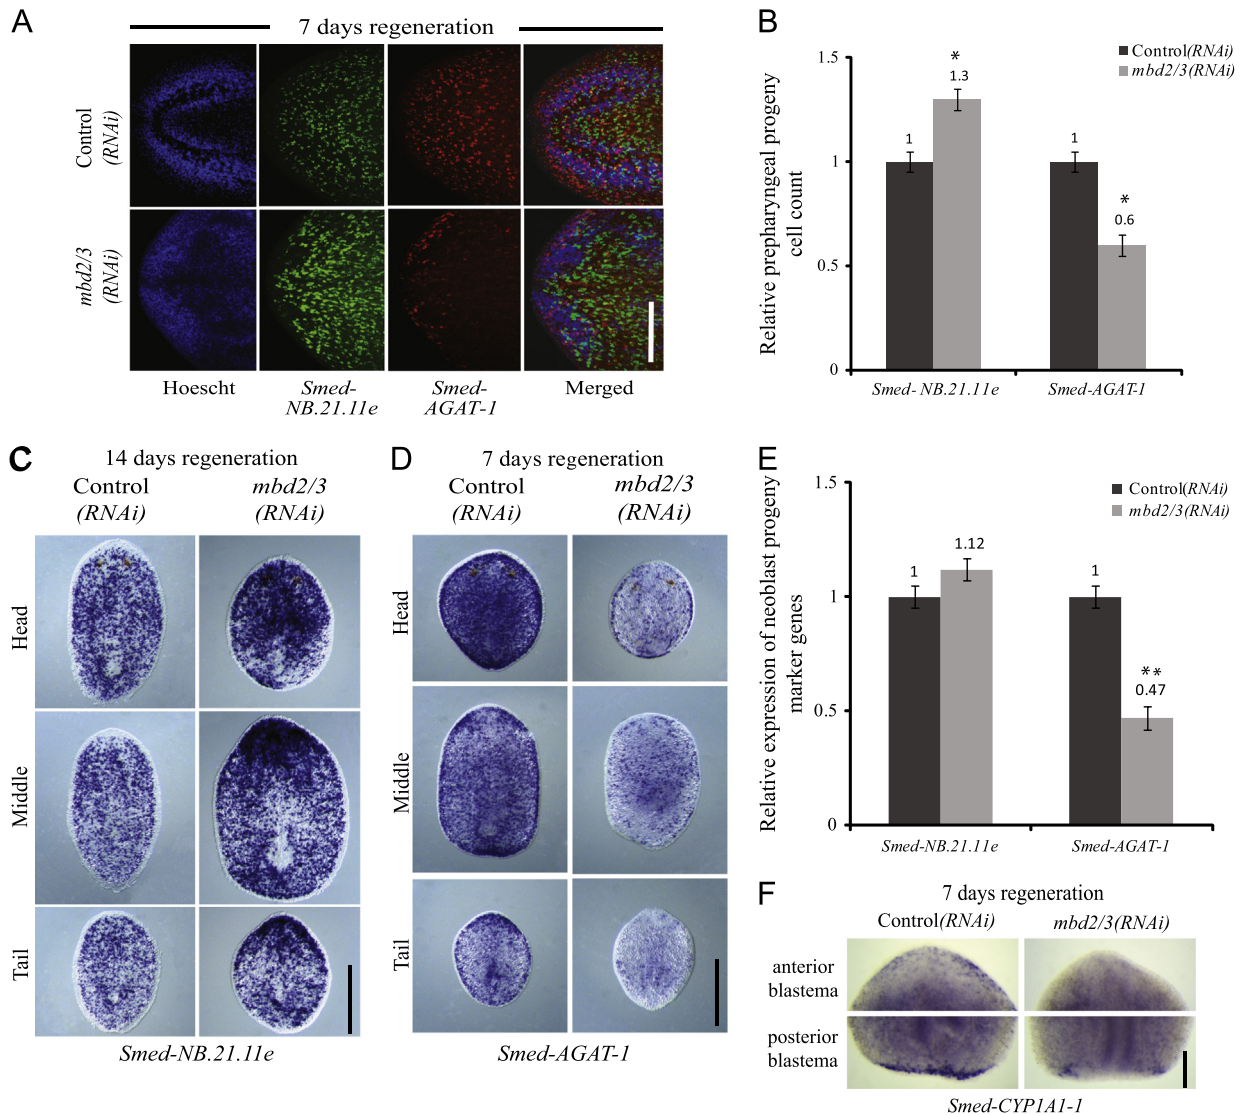 A
7 days regeneration
Control
(RNAi)
mbd2/3
(RNAi)
Hoescht
Smed-
NB.21.11e
Smed-
AGAT-1
Merged
B
Relative prepharyngeal progeny
cell count
1.5
1
0.5
0
Control(RNAi)
mbd2/3(RNAi)
1
*
1.3
1
*
0.6
Smed- NB.21.11e
Smed-AGAT-1
C
14 days regeneration
Control
(RNAi)
mbd2/3
(RNAi)
Head
Middle
Tail
Smed-NB.21.11e
D
7 days regeneration
Control
(RNAi)
mbd2/3
(RNAi)
Head
Middle
Tail
Smed-AGAT-1
E
Relative expression of neoblast progeny
marker genes
1.5
1
0.5
0
Control(RNAi)
mbd2/3(RNAi)
1
1.12
1
**
0.47
Smed-NB.21.11e
Smed-AGAT-1
F
7 days regeneration
Control(RNAi)
mbd2/3(RNAi)
anterior
blastema
posterior
blastema
Smed-CYP1A1-1